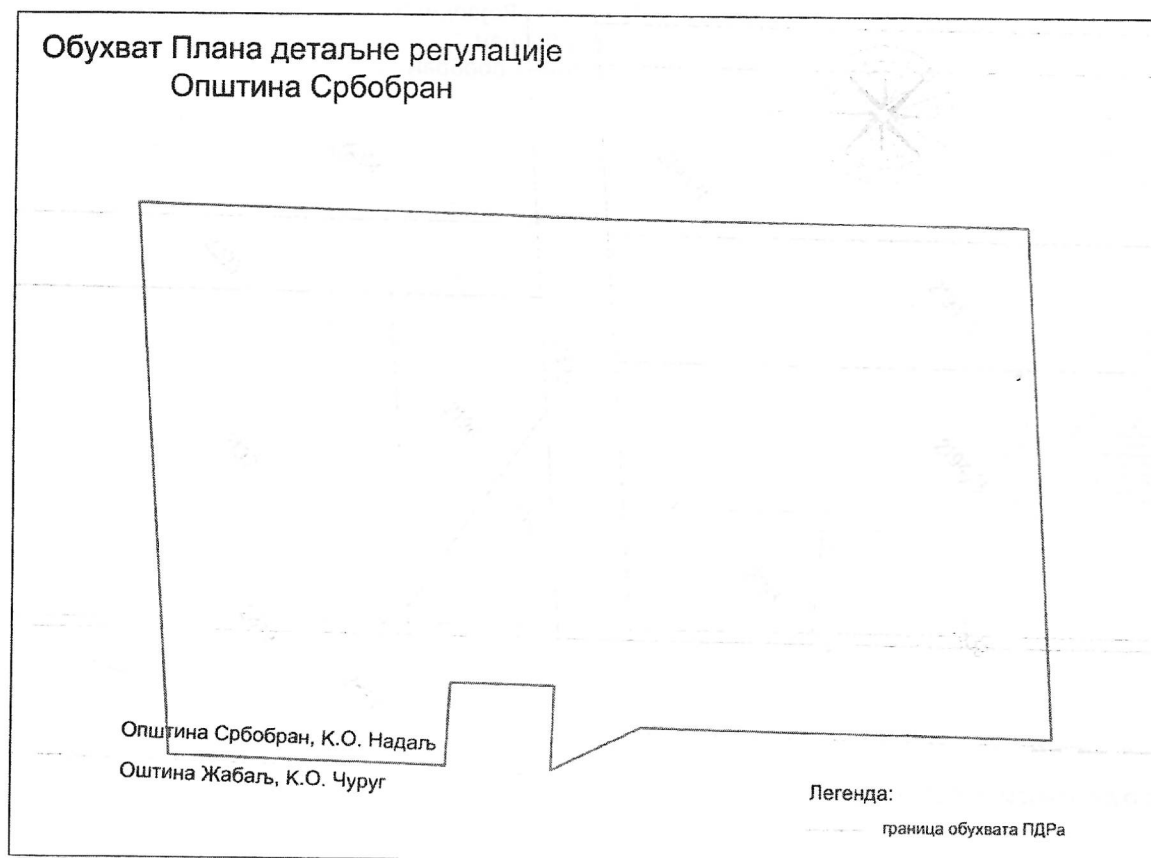 Обухват Плана детаљне регулације
Општина Србобран
Општина Србобран, К.О. Надаљ
Оштина Жабаљ, К.О. Чуруг
Легенда:
граница обухвата ПДРа